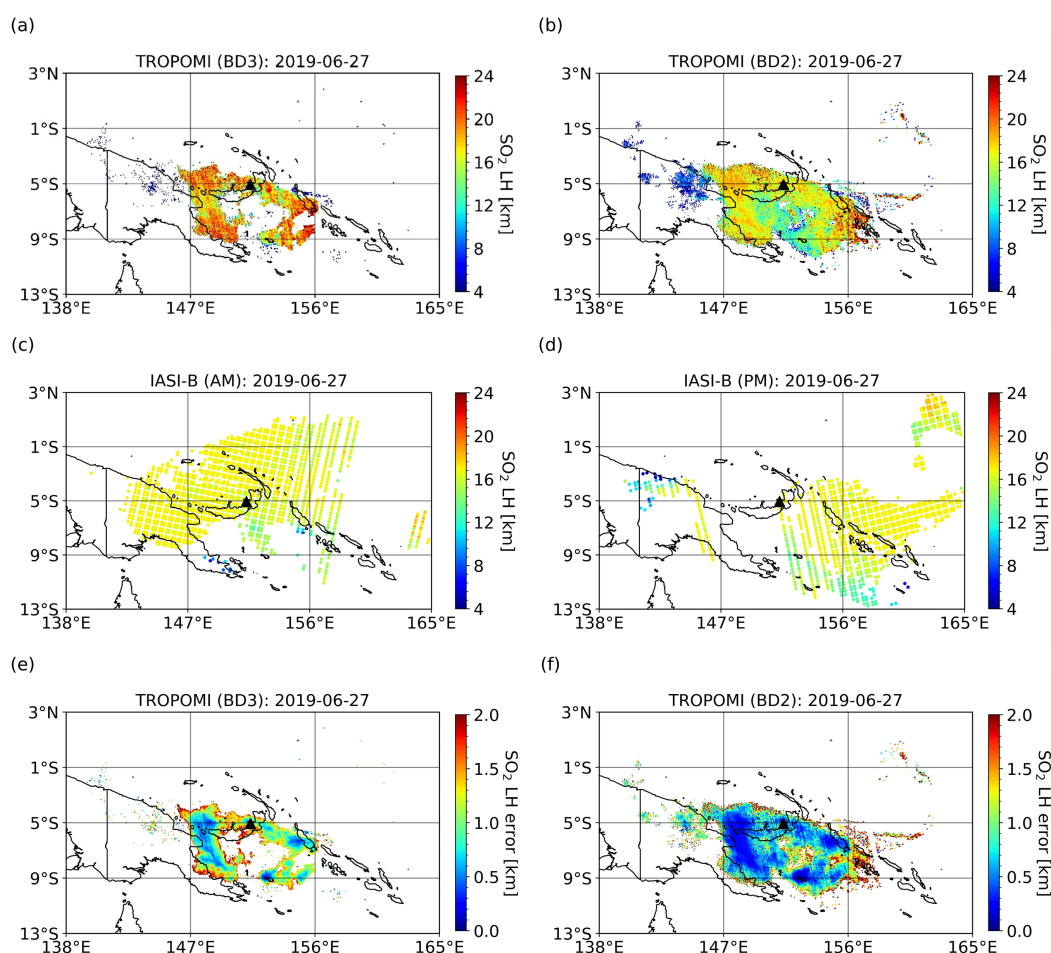 (a)
(b)
TROPOMI (BD3): 2019-06-27
TROPOMI (BD2): 2019-06-27
3°N
1°S
5°S
9°S
13°S
138°E 147°E 156°E 165°E
24
20
16
12
8
4
SO₂ LH [km]
3°N
1°S
5°S
9°S
13°S
138°E 147°E 156°E 165°E
24
20
16
12
8
4
SO₂ LH [km]
(c)
(d)
IASI-B (AM): 2019-06-27
IASI-B (PM): 2019-06-27
3°N
1°S
5°S
9°S
13°S
138°E 147°E 156°E 165°E
24
20
16
12
8
4
SO₂ LH [km]
3°N
1°S
5°S
9°S
13°S
138°E 147°E 156°E 165°E
24
20
16
12
8
4
SO₂ LH [km]
(e)
(f)
TROPOMI (BD3): 2019-06-27
TROPOMI (BD2): 2019-06-27
3°N
1°S
5°S
9°S
13°S
138°E 147°E 156°E 165°E
2.0
1.5
1.0
0.5
0.0
SO₂ LH error [km]
3°N
1°S
5°S
9°S
13°S
138°E 147°E 156°E 165°E
2.0
1.5
1.0
0.5
0.0
SO₂ LH error [km]